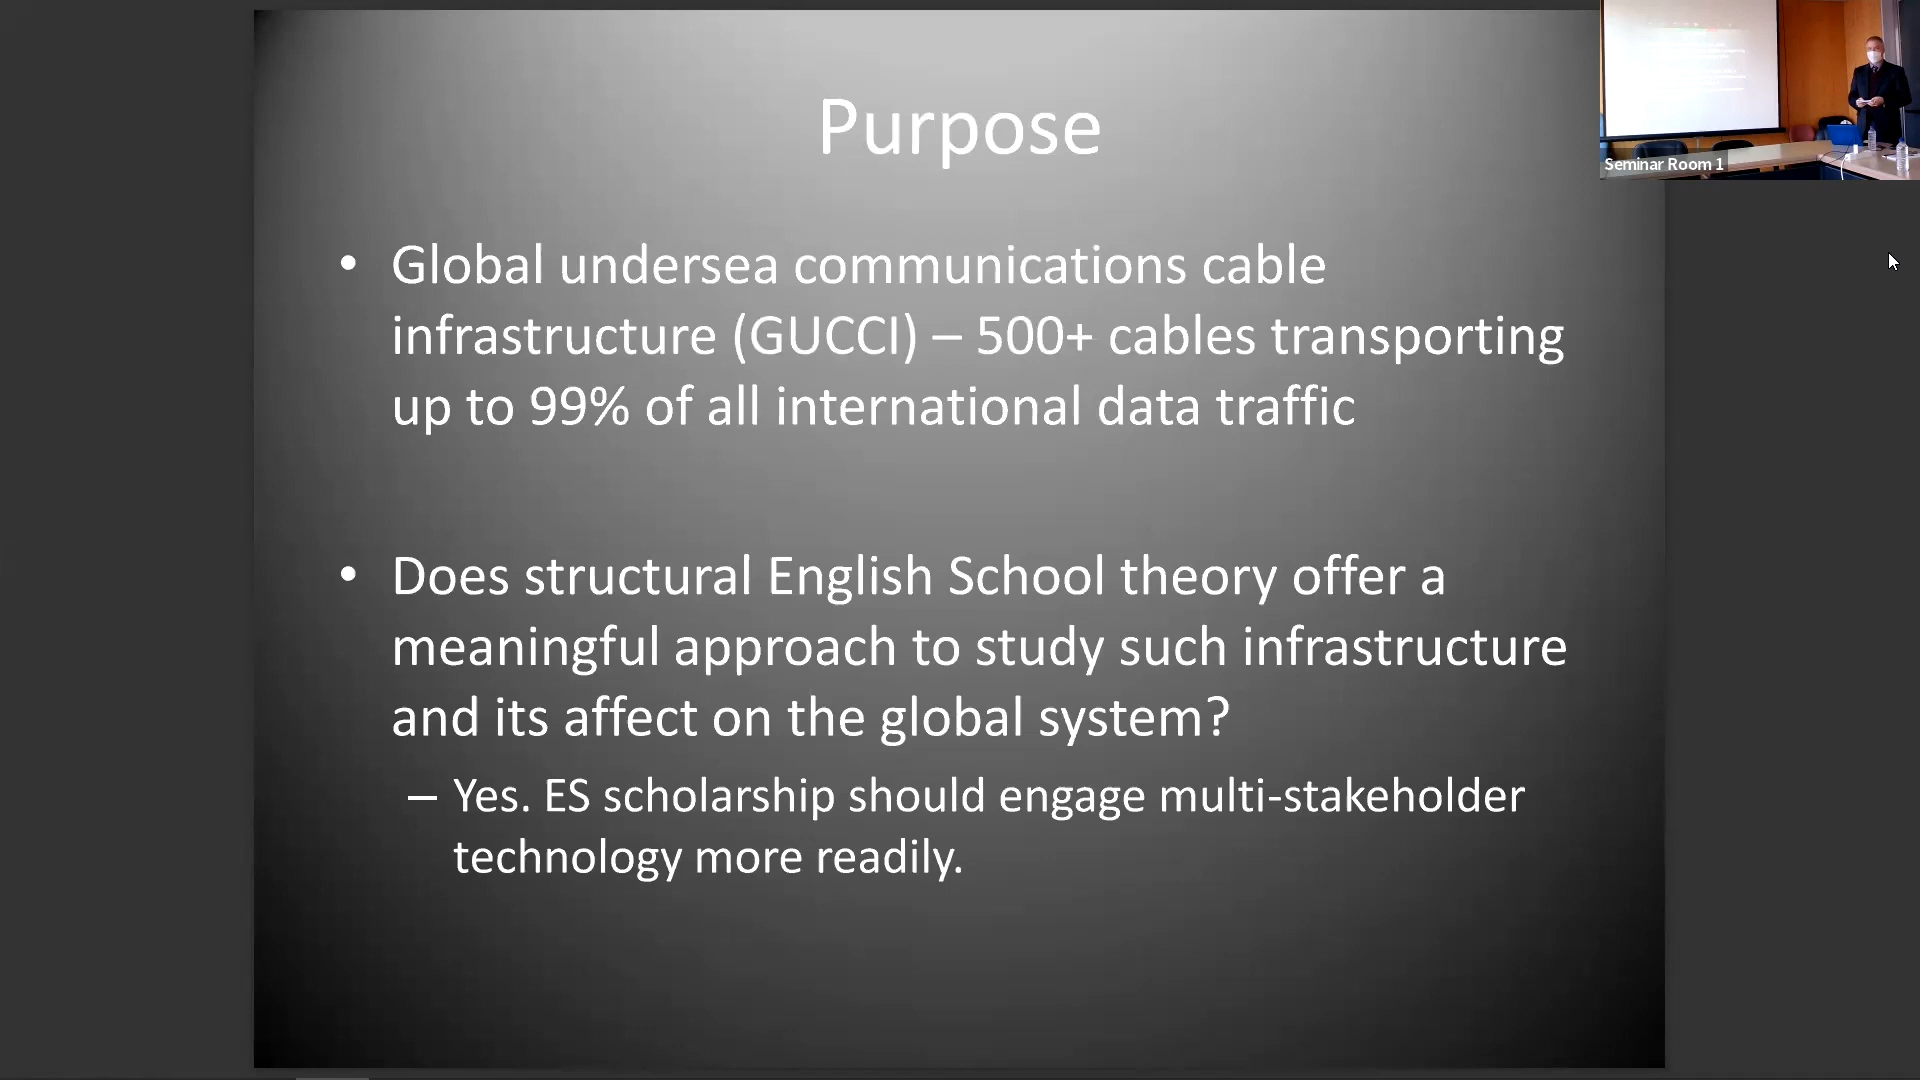 Purpose
• Global undersea communications cable
infrastructure (GUCCI) – 500+ cables transporting
up to 99% of all international data traffic
• Does structural English School theory offer a
meaningful approach to study such infrastructure
and its affect on the global system?
– Yes. ES scholarship should engage multi-stakeholder
technology more readily.
Seminar Room 1